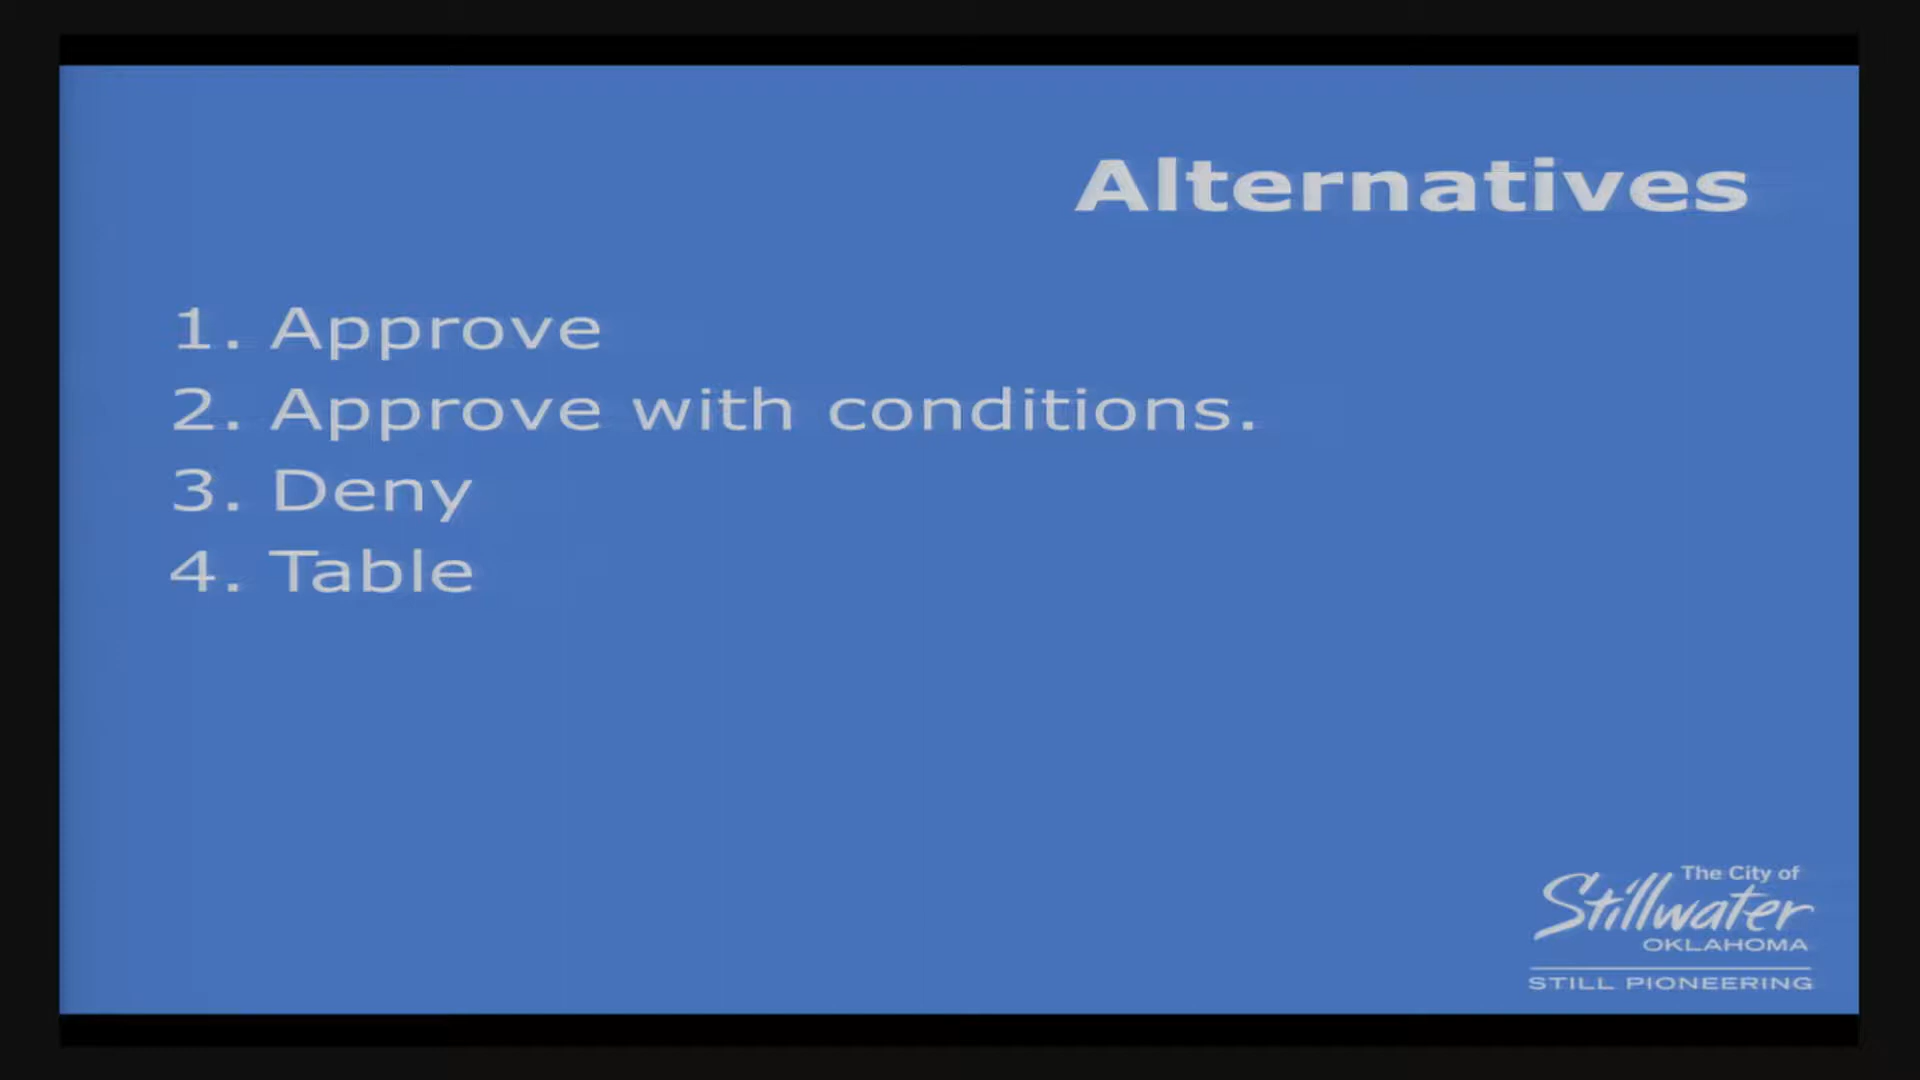 Alternatives
1. Approve
2. Approve with conditions.
3. Deny
4. Table
The City of
Stillwater
OKLAHOMA
STILL PIONEERING